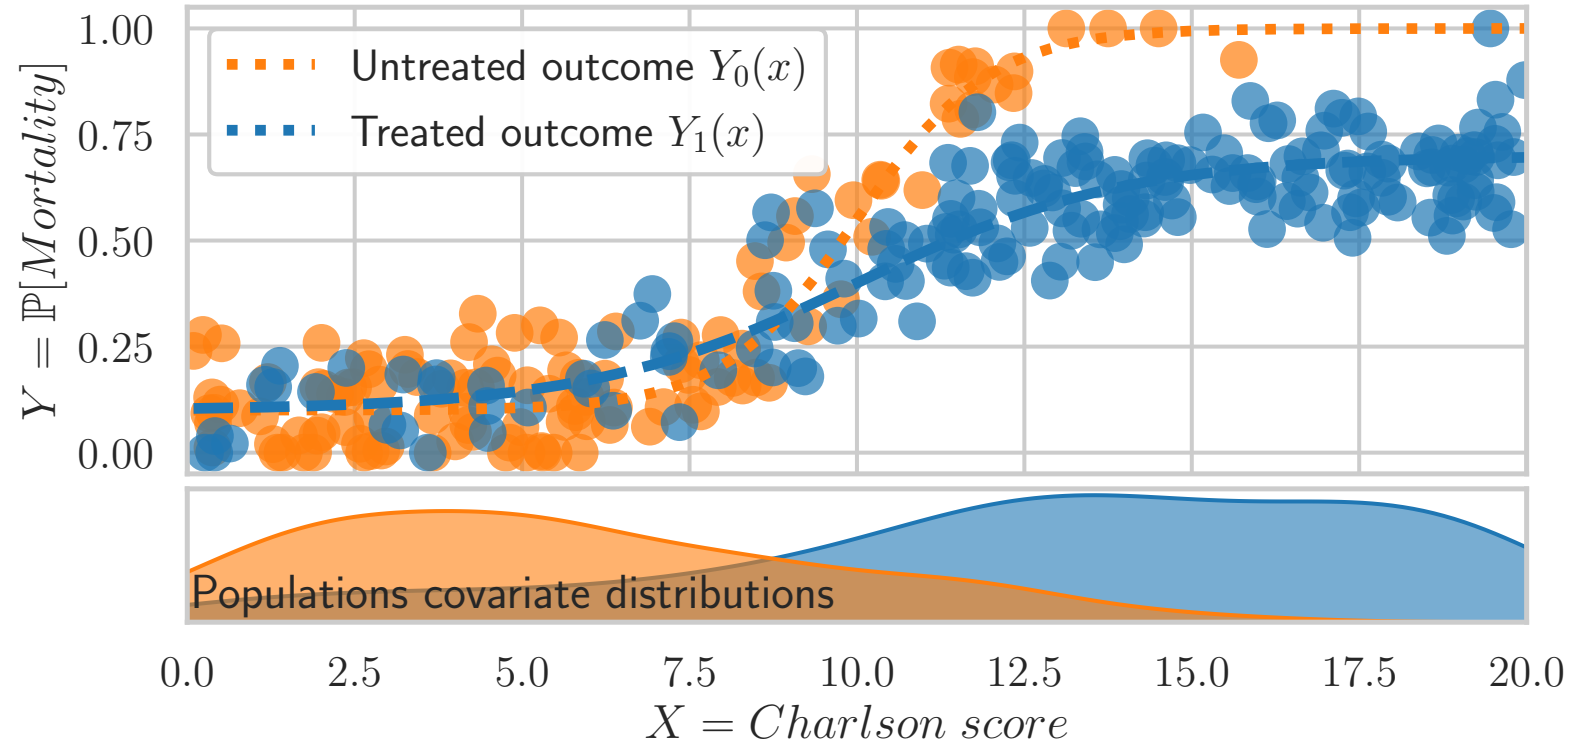 Untreated outcome Y₀(x)
Treated outcome Y₁(x)
Y = ℙ[Mortality]
1.00
0.75
0.50
0.25
0.00
Populations covariate distributions
0.0 2.5 5.0 7.5 10.0 12.5 15.0 17.5 20.0
X = Charlson score